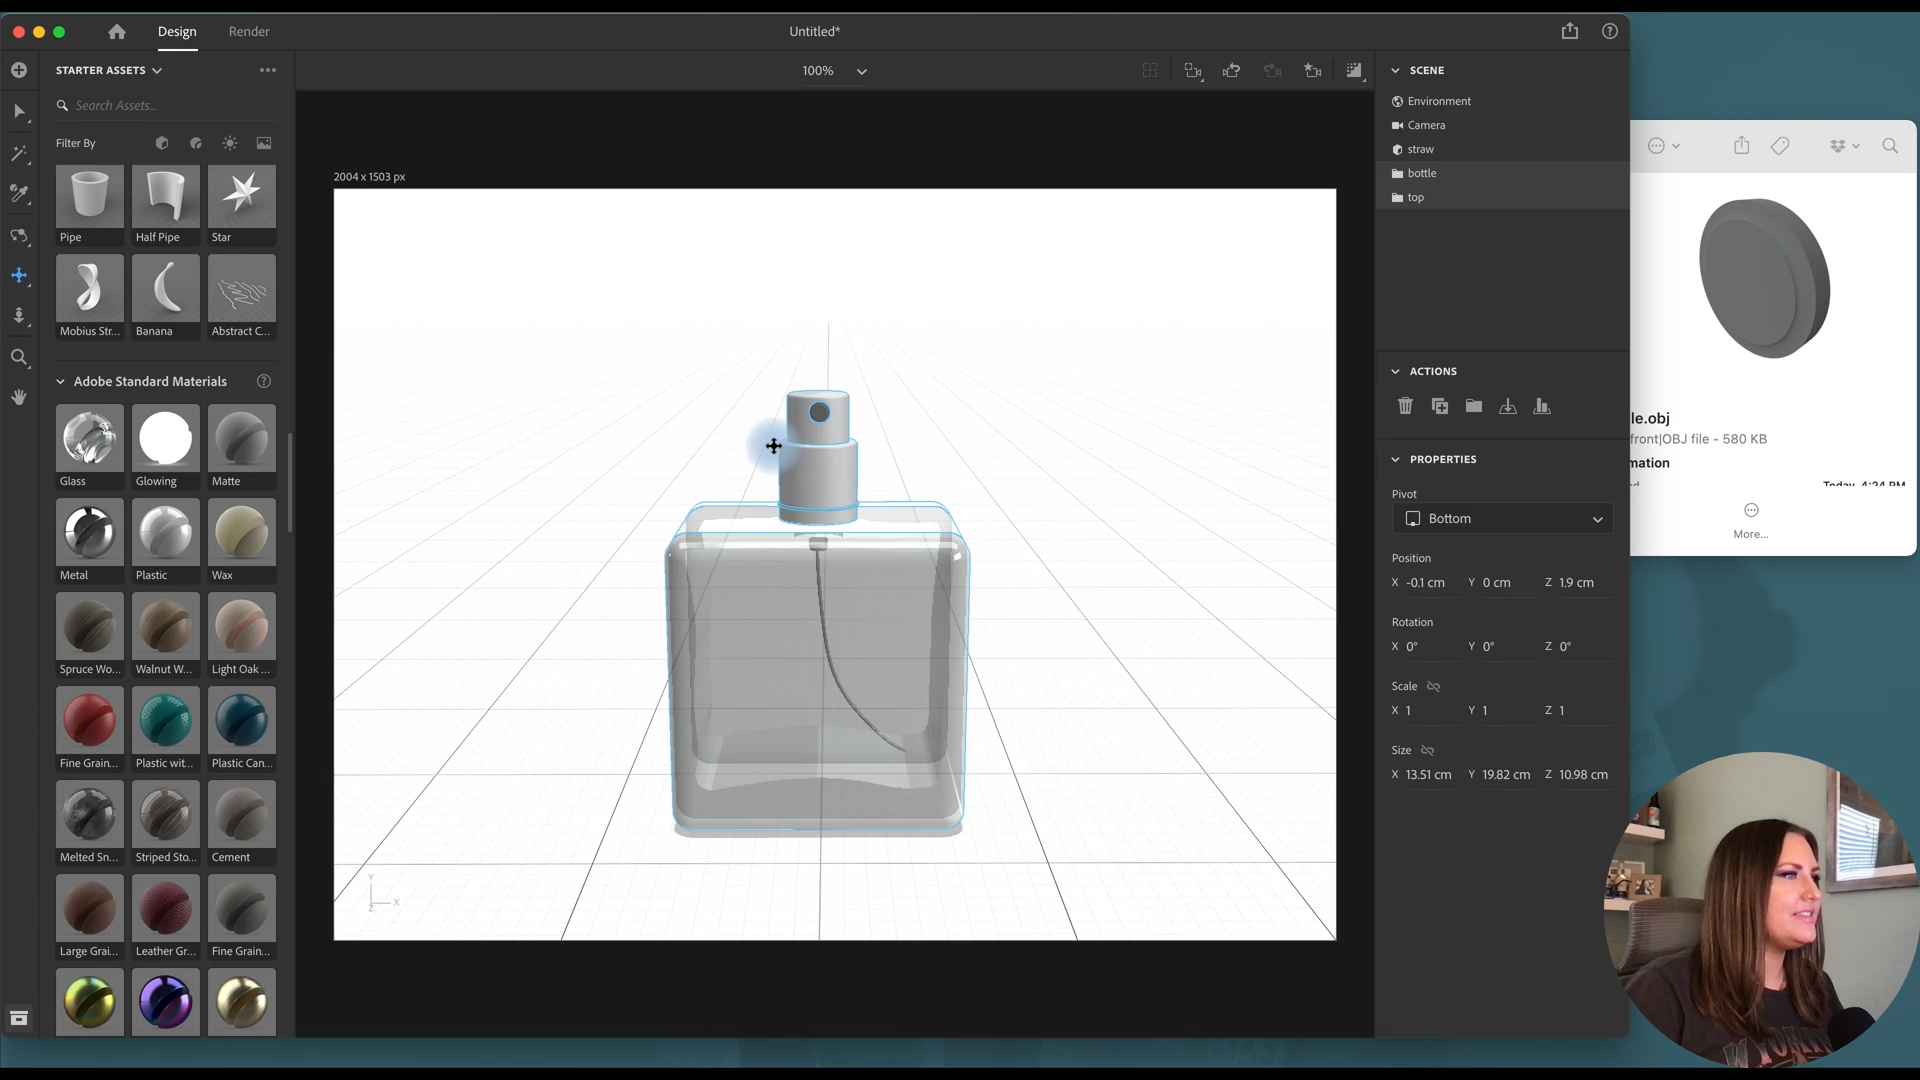 Design
Render
Untitled*
STARTER ASSETS
100%
Search Assets...
Filter By
Pipe
Half Pipe
Star
Mobius Str...
Banana
Abstract C...
Adobe Standard Materials
Glass
Glowing
Matte
Metal
Plastic
Wax
Spruce Wo...
Walnut W...
Light Oak ...
Fine Grain...
Plastic wit...
Plastic Can...
Melted Sn...
Striped Sto...
Cement
Large Grai...
Leather Gr...
Fine Grain...
2004 x 1503 px
Y
Z
X
SCENE
Environment
Camera
straw
bottle
top
ACTIONS
PROPERTIES
Pivot
Bottom
Position
X -0.1 cm Y 0 cm Z 1.9 cm
Rotation
X 0° Y 0° Z 0°
Scale
X 1 Y 1 Z 1
Size
X 13.51 cm Y 19.82 cm Z 10.98 cm
le.obj
front|OBJ file - 580 KB
mation
Today, 4:24 PM
More...